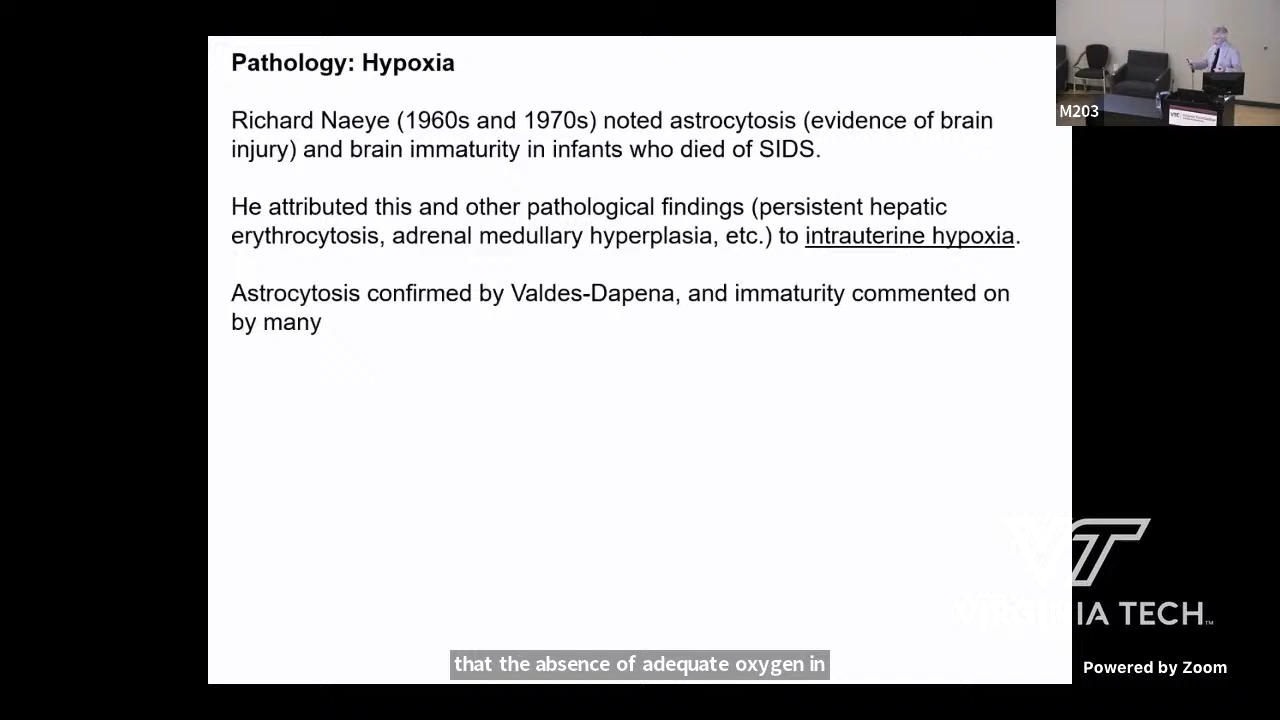 Pathology: Hypoxia
Richard Naeye (1960s and 1970s) noted astrocytosis (evidence of brain
injury) and brain immaturity in infants who died of SIDS.
He attributed this and other pathological findings (persistent hepatic
erythrocytosis, adrenal medullary hyperplasia, etc.) to intrauterine hypoxia.
Astrocytosis confirmed by Valdes-Dapena, and immaturity commented on
by many
M203
VT
VIRGINIA TECH™
that the absence of adequate oxygen in
Powered by Zoom